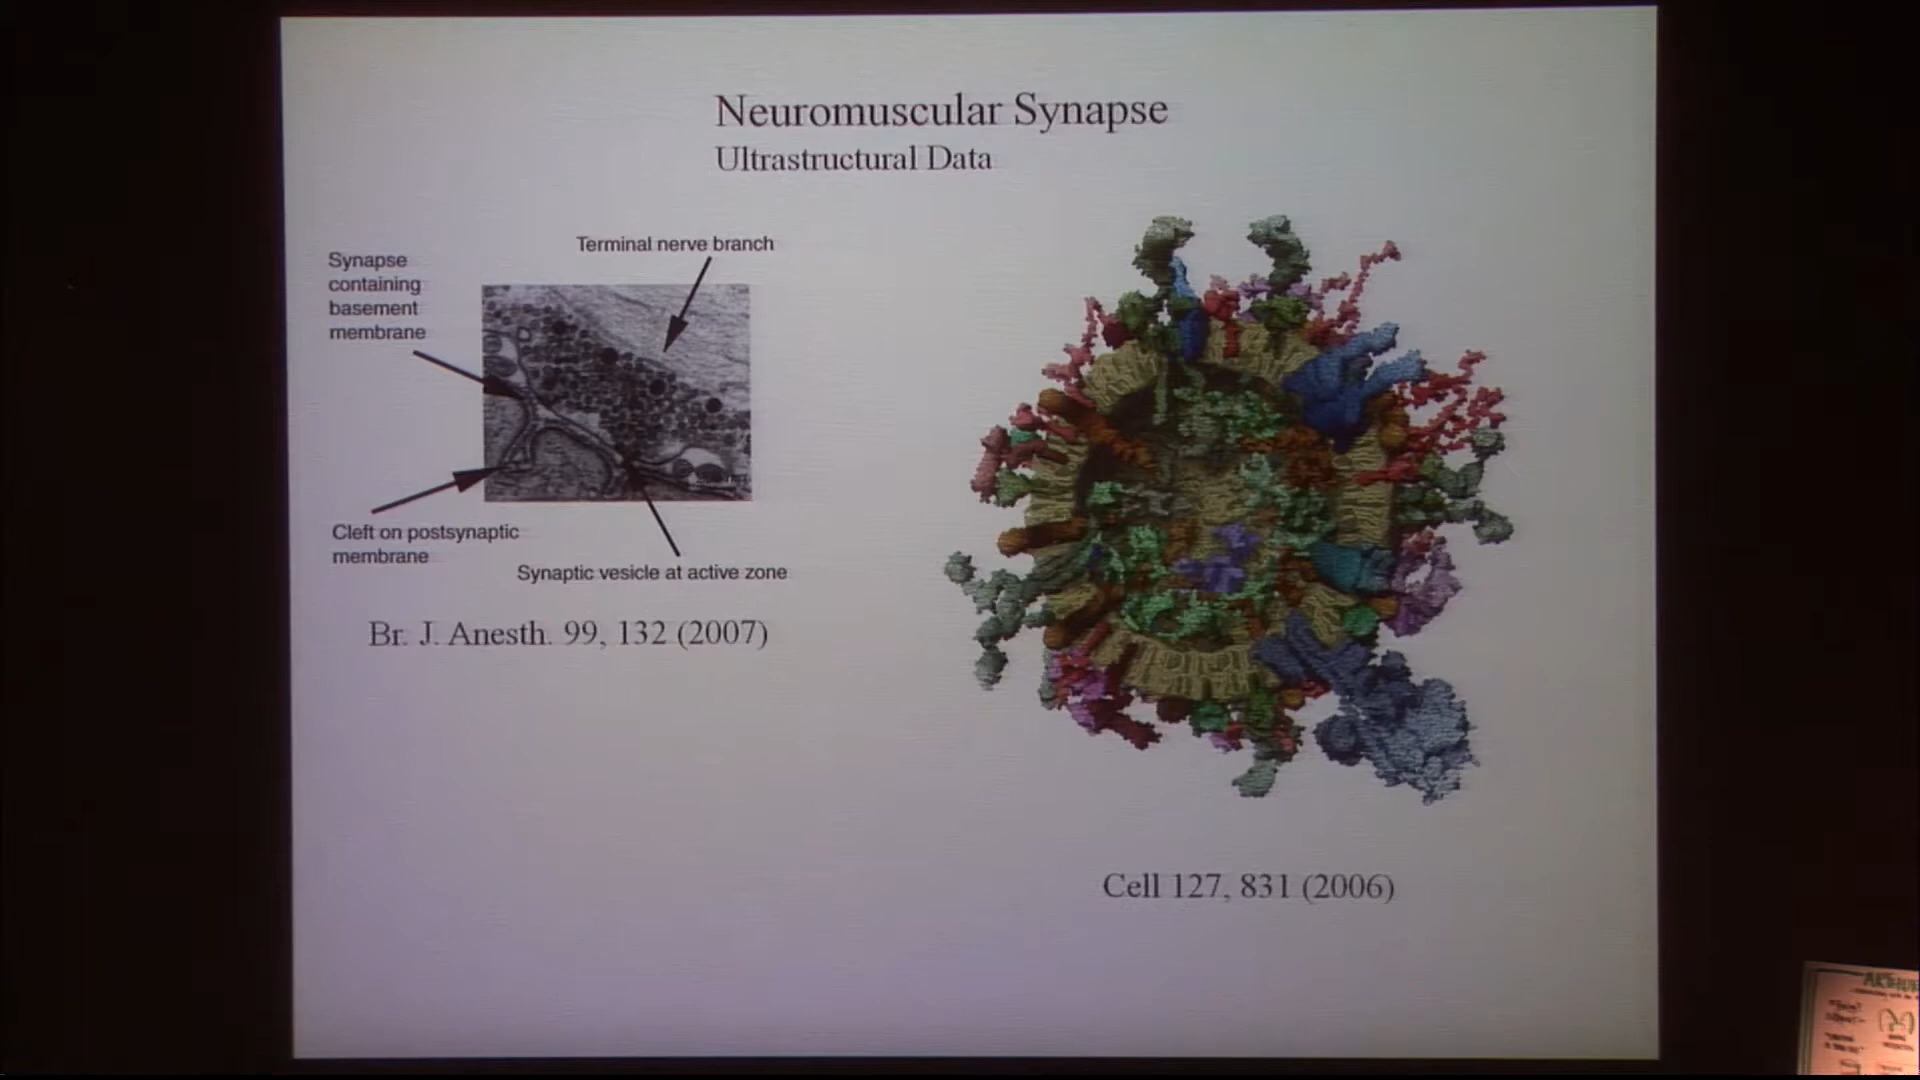 Neuromuscular Synapse
Ultrastructural Data
Terminal nerve branch
Synapse
containing
basement
membrane
Cleft on postsynaptic
membrane
Synaptic vesicle at active zone
Br. J. Anesth. 99, 132 (2007)
Cell 127, 831 (2006)